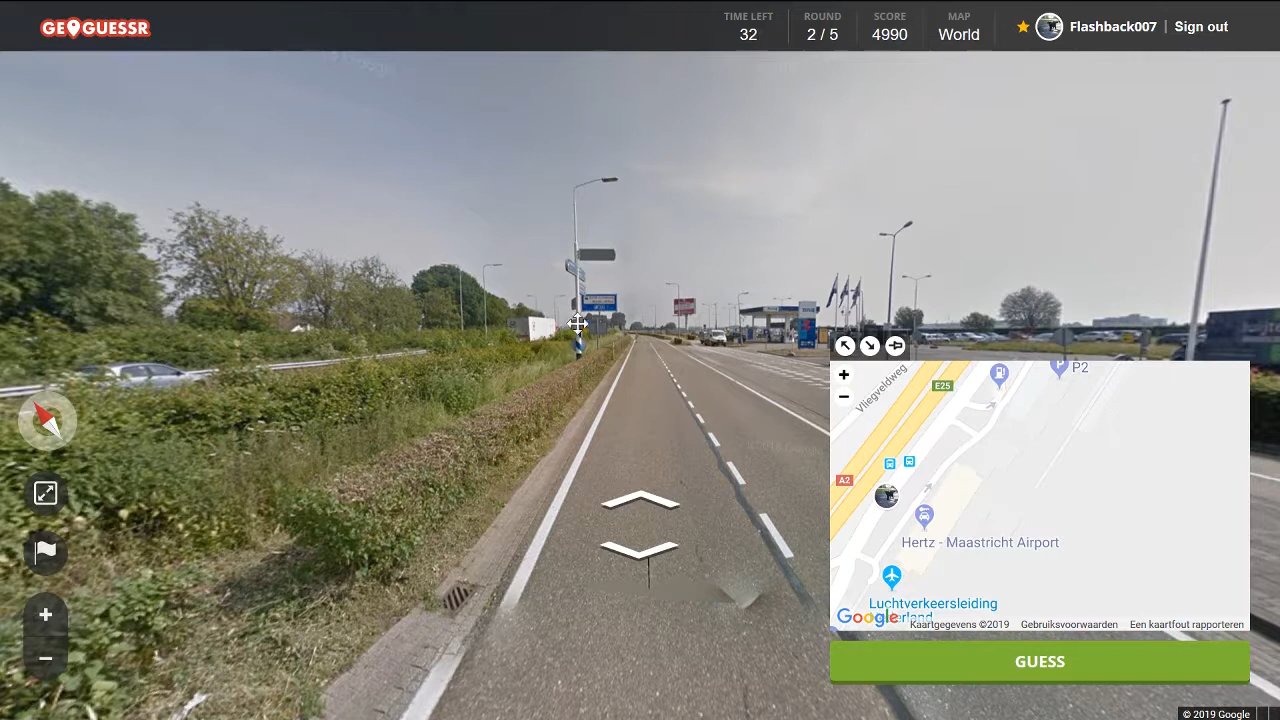 GEOGUESSR
TIME LEFT
32
ROUND
2 / 5
SCORE
4990
MAP
World
Flashback007 | Sign out
P2
E25
Vliegveldweg
A2
Hertz - Maastricht Airport
Luchtverkeersleiding
erland
Google
Kaartgegevens ©2019 Gebruiksvoorwaarden Een kaartfout rapporteren
GUESS
© 2019 Google